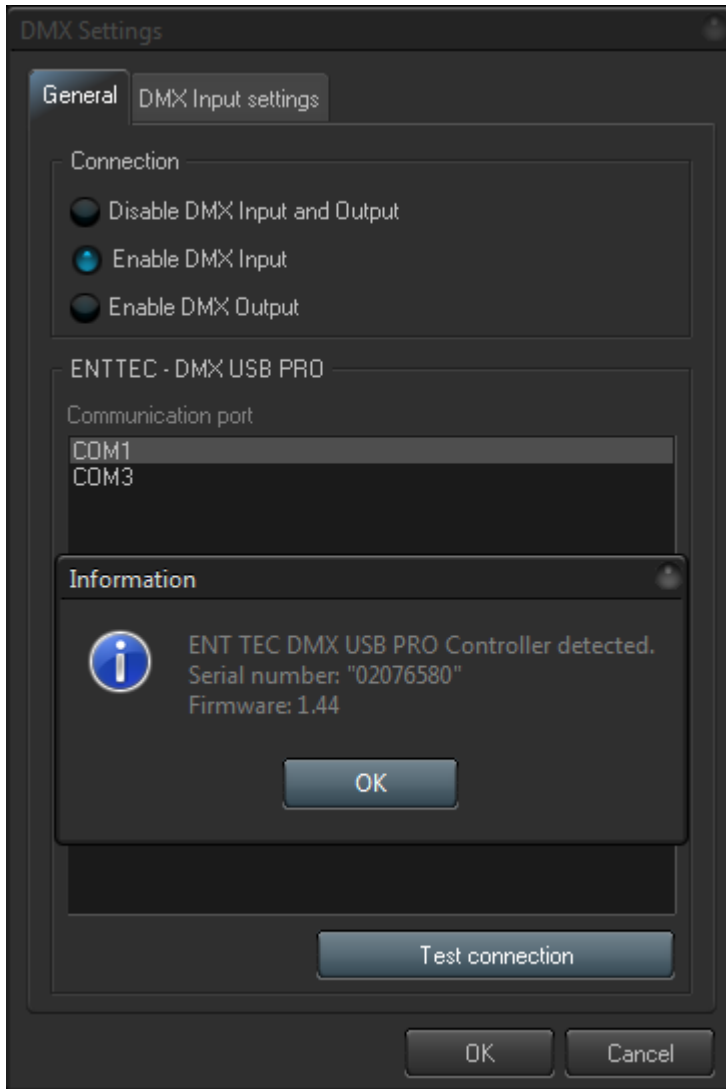 DMX Settings
General
DMX Input settings
Connection
Disable DMX Input and Output
Enable DMX Input
Enable DMX Output
ENTTEC - DMX USB PRO
Communication port
COM1
COM3
Information
ENT TEC DMX USB PRO Controller detected.
Serial number: "02076580"
Firmware: 1.44
OK
Test connection
OK
Cancel